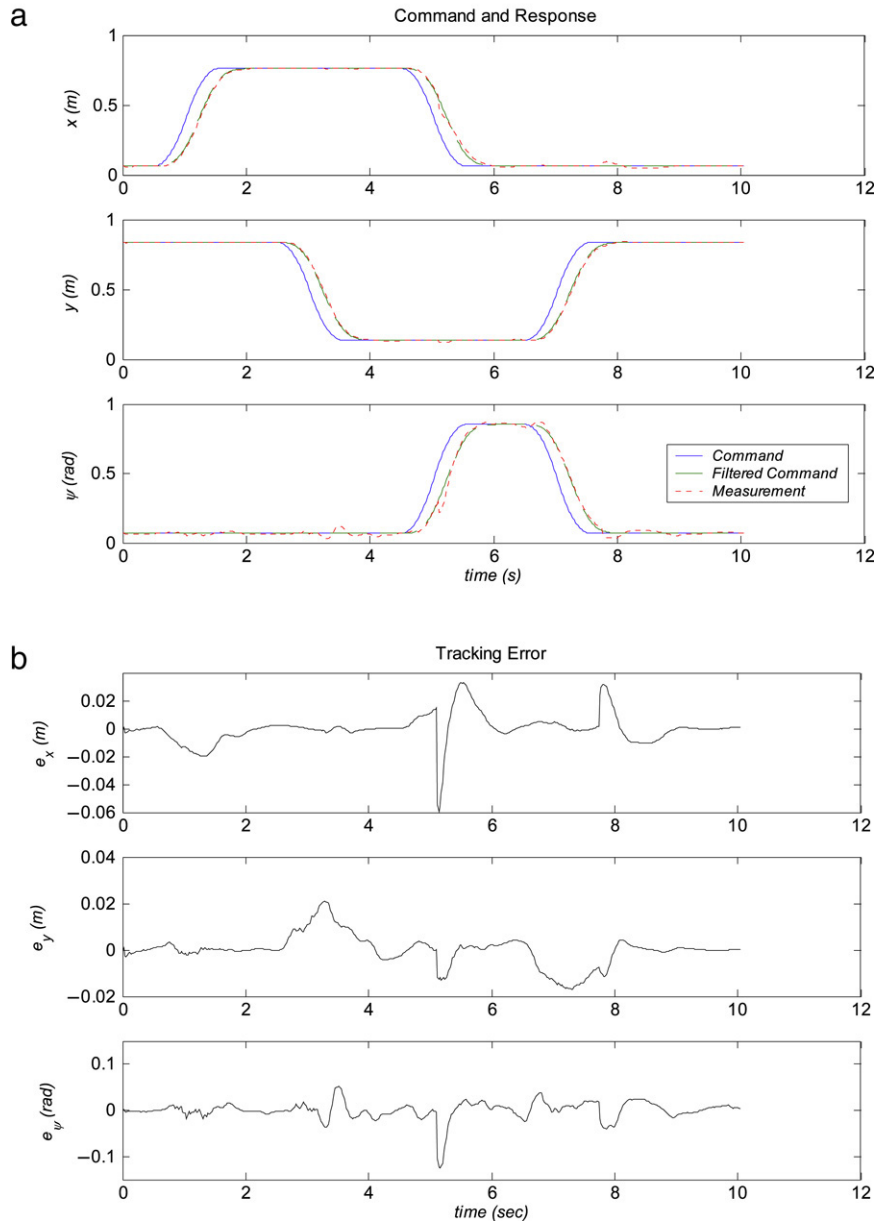 a
Command and Response
1
0.5
0
x (m)
0 2 4 6 8 10 12
1
0.5
0
y (m)
0 2 4 6 8 10 12
1
0.5
0
ψ (rad)
Command
Filtered Command
Measurement
0 2 4 6 8 10 12
time (s)
b
Tracking Error
0.02
0
−0.02
−0.04
−0.06
e_x (m)
0 2 4 6 8 10 12
0.04
0.02
0
−0.02
e_y (m)
0 2 4 6 8 10 12
0.1
0
−0.1
e_ψ (rad)
0 2 4 6 8 10 12
time (sec)